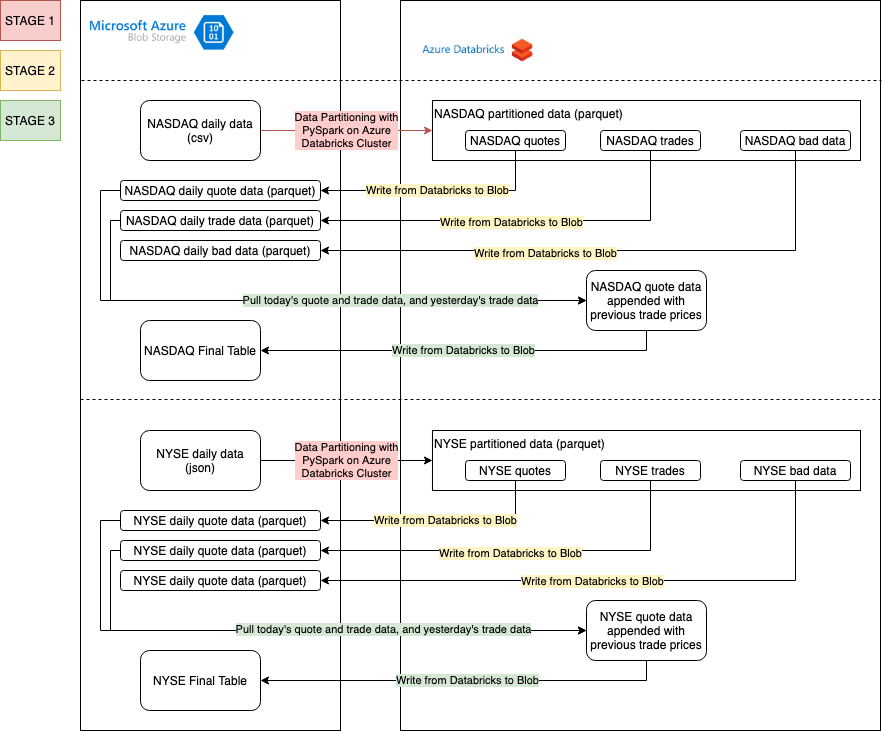 STAGE 1
STAGE 2
STAGE 3
Microsoft Azure
Blob Storage
10
01
Azure Databricks
NASDAQ daily data
(csv)
Data Partitioning with
PySpark on Azure
Databricks Cluster
NASDAQ partitioned data (parquet)
NASDAQ quotes
NASDAQ trades
NASDAQ bad data
NASDAQ daily quote data (parquet)
Write from Databricks to Blob
NASDAQ daily trade data (parquet)
Write from Databricks to Blob
NASDAQ daily bad data (parquet)
Write from Databricks to Blob
Pull today's quote and trade data, and yesterday's trade data
NASDAQ quote data
appended with
previous trade prices
NASDAQ Final Table
Write from Databricks to Blob
NYSE daily data
(json)
Data Partitioning with
PySpark on Azure
Databricks Cluster
NYSE partitioned data (parquet)
NYSE quotes
NYSE trades
NYSE bad data
NYSE daily quote data (parquet)
Write from Databricks to Blob
NYSE daily quote data (parquet)
Write from Databricks to Blob
NYSE daily quote data (parquet)
Write from Databricks to Blob
Pull today's quote and trade data, and yesterday's trade data
NYSE quote data
appended with
previous trade prices
NYSE Final Table
Write from Databricks to Blob